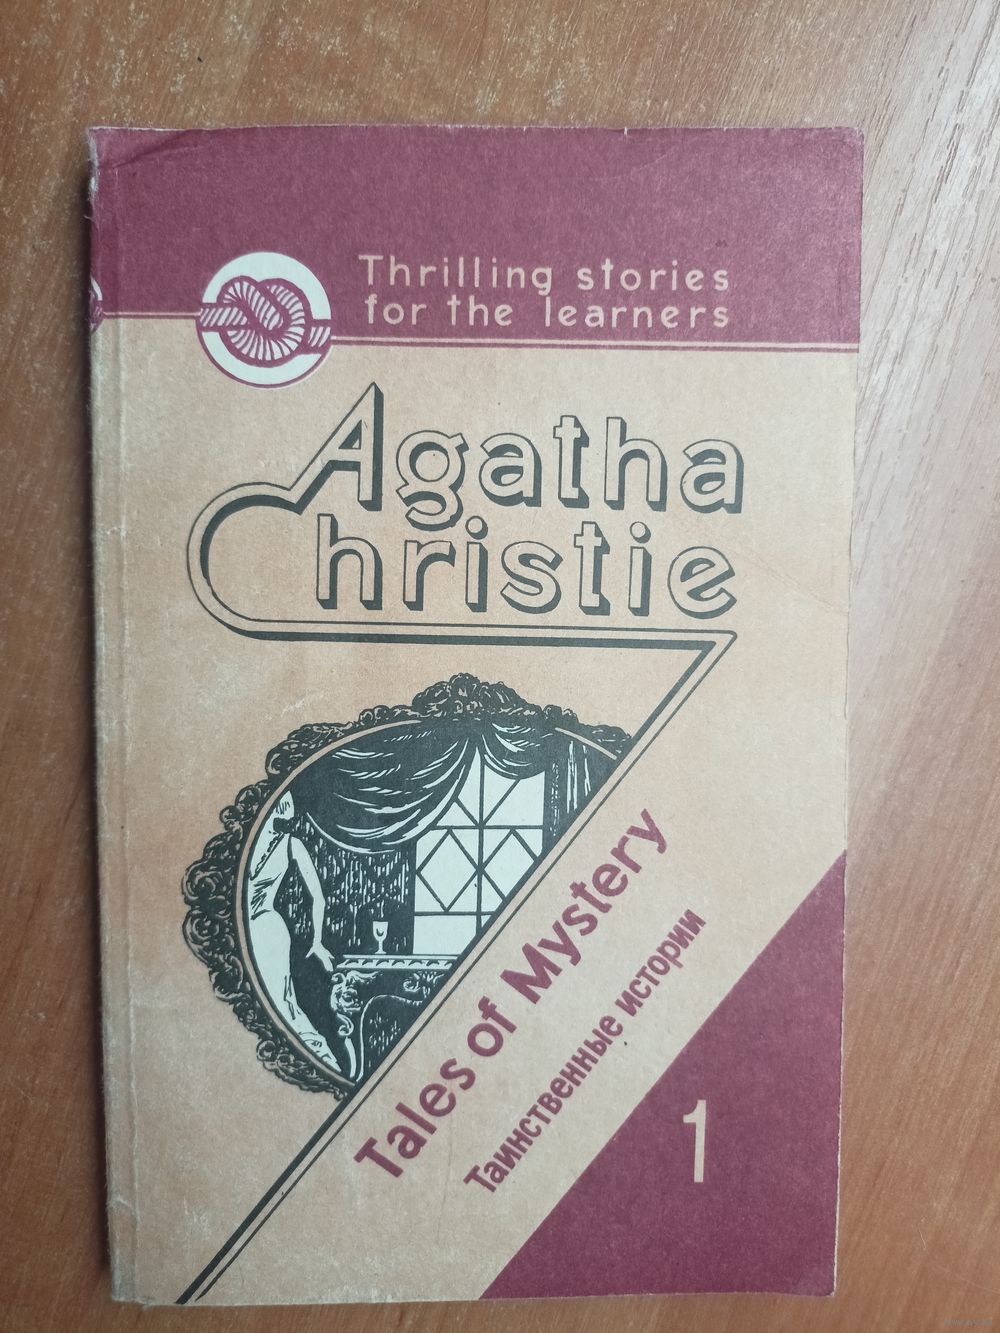 Thrilling stories
for the learners
Agatha
Christie
Tales of Mystery
Таинственные истории
1